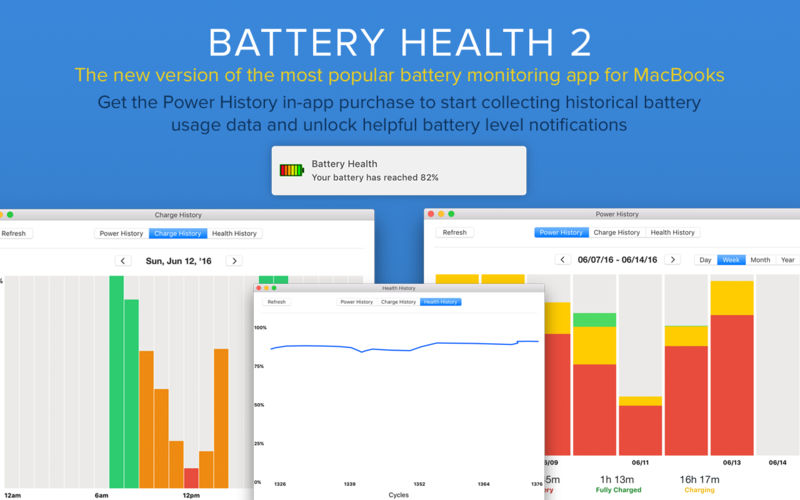 BATTERY HEALTH 2
The new version of the most popular battery monitoring app for MacBooks
Get the Power History in-app purchase to start collecting historical battery
usage data and unlock helpful battery level notifications
Battery Health
Your battery has reached 82%
Charge History
Refresh
Power History Charge History Health History
Sun, Jun 12, '16
%
12am 6am 12pm
Health History
Refresh
Power History Charge History Health History
100%
75%
50%
25%
0%
1326 1339 1352 1364 1376
Cycles
Power History
Refresh
Power History Charge History Health History
06/07/16 - 06/14/16
Day Week Month Year
/09 06/11 06/13 06/14
5m 1h 13m 16h 17m
ery Fully Charged Charging